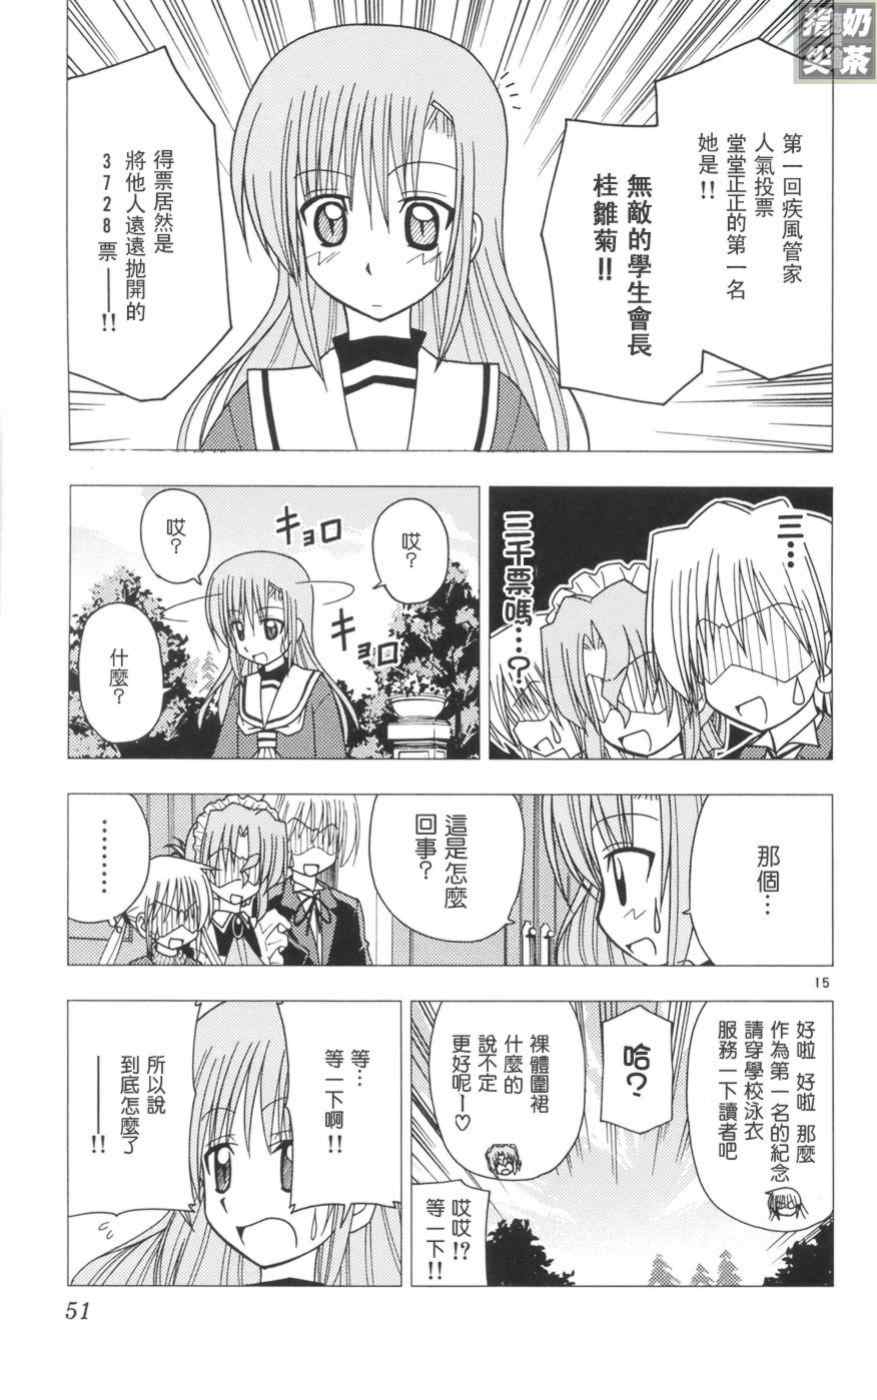 指奶
尖茶
第一回疾風管家
人氣投票
堂堂正正的第一名
她是!!
無敵的學生會長
桂雛菊!!
得票居然是
將他人遠遠拋開的
3728票——!!
三…
三千票嗎…?
哎?
キョロ
キョロ
哎?
什麼?
那個…
這是怎麼
回事?
………
15
好啦 好啦 那麼
作為第一名的紀念
請穿學校泳衣
服務一下讀者吧
哈?
裸體圍裙
什麼的
說不定
更好呢ー♡
哎哎!?
等一下!!
等…
等一下啊!!
所以說
到底怎麼了
——!!
51